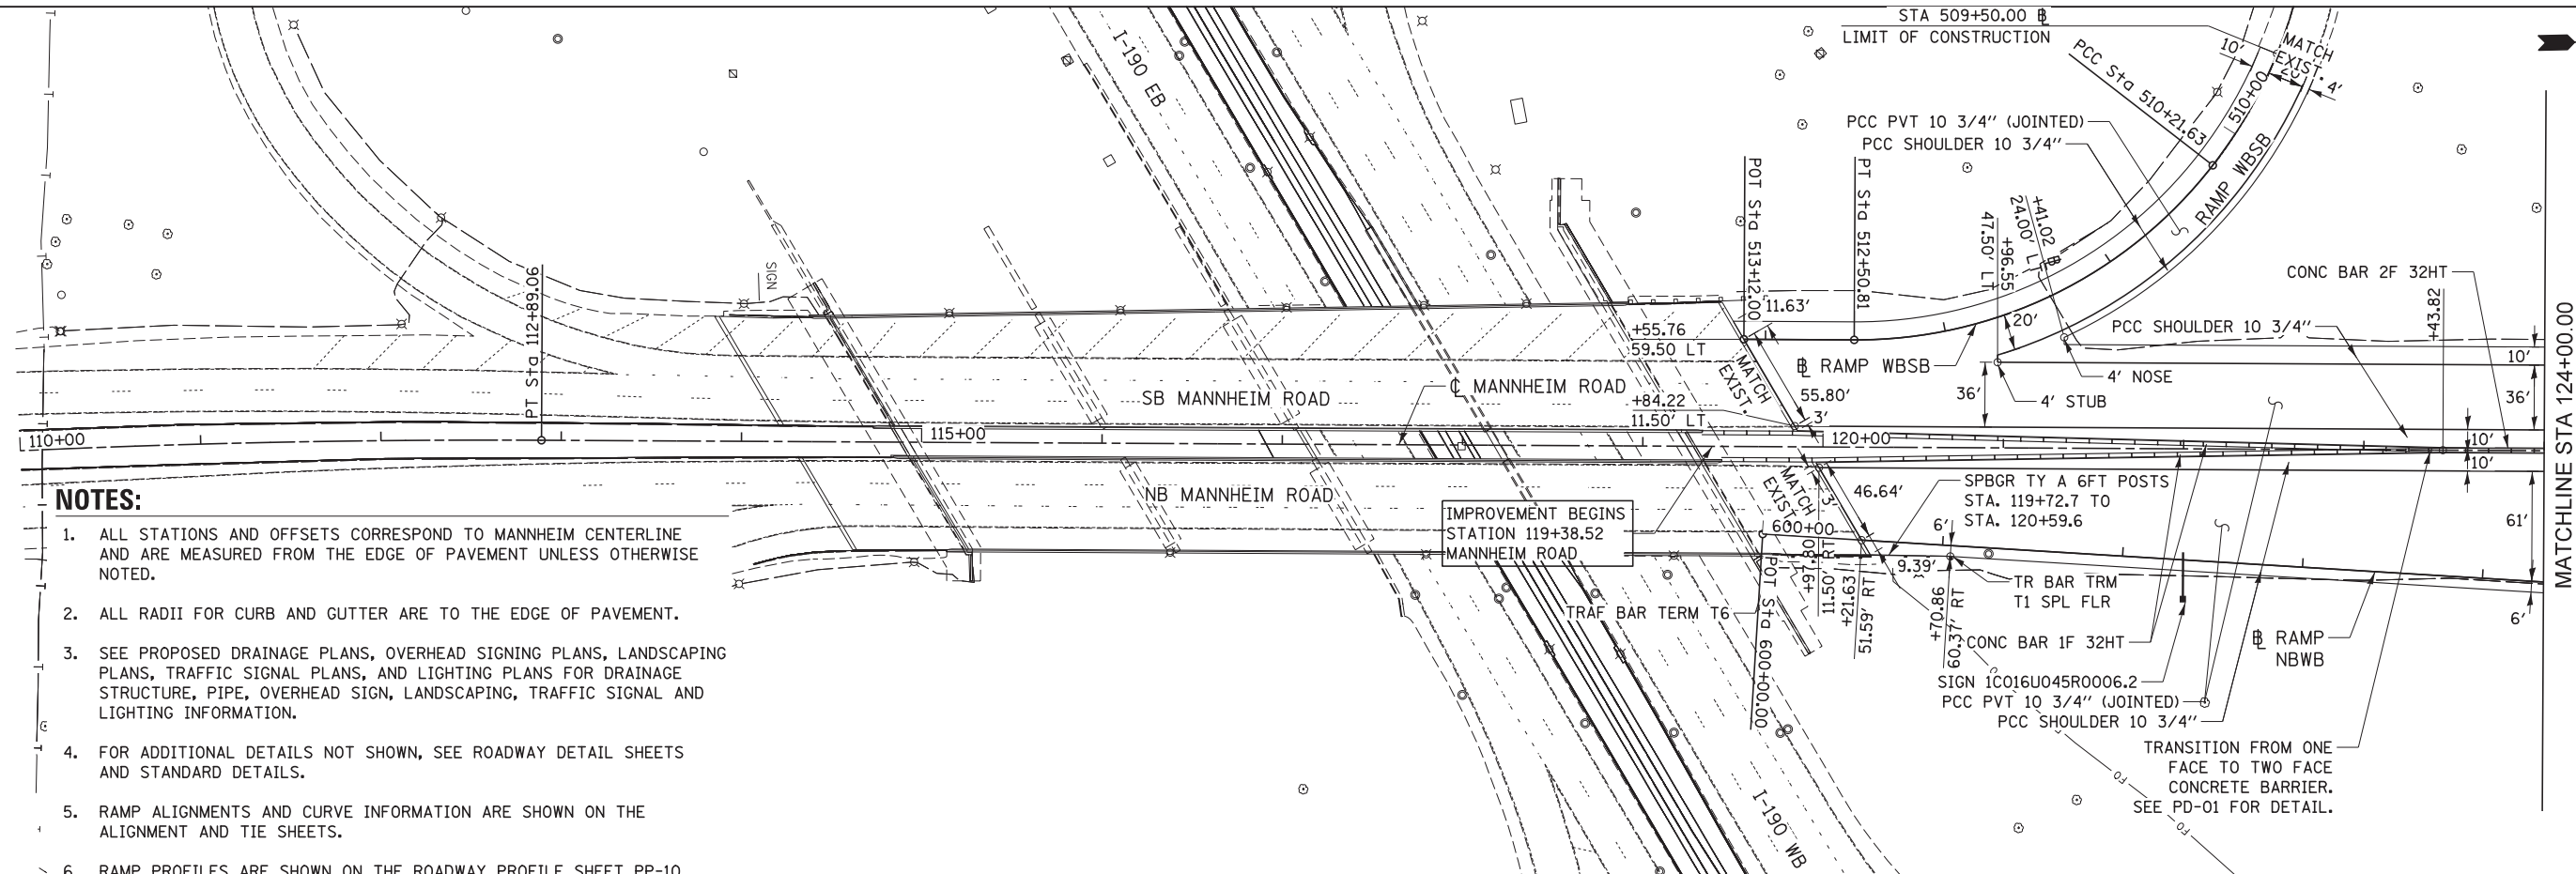 STA 509+50.00 B
LIMIT OF CONSTRUCTION
PCC Sta 510+21.63
10'
MATCH
EXIST.
20'
4'
510+00
I-190 EB
PCC PVT 10 3/4" (JOINTED)
PCC SHOULDER 10 3/4"
RAMP WBSB
POT Sta 513+12.00
PT Sta 512+50.81
+41.02
24.00' LT
+96.55
47.50' LT
CONC BAR 2F 32HT
+43.82
PT Sta 112+89.06
SIGN
11.63'
+55.76
59.50 LT
20'
PCC SHOULDER 10 3/4"
10'
MATCH
EXIST.
B RAMP WBSB
4' NOSE
SB MANNHEIM ROAD
C MANNHEIM ROAD
55.80'
36'
4' STUB
36'
+84.22
11.50' LT
3'
110+00
115+00
120+00
10'
10'
MATCHLINE STA 124+00.00
NB MANNHEIM ROAD
MATCH
EXIST.
3'
46.64'
SPBGR TY A 6FT POSTS
STA. 119+72.7 TO
STA. 120+59.6
61'
IMPROVEMENT BEGINS
STATION 119+38.52
MANNHEIM ROAD
600+00
6'
9.39'
TRAF BAR TERM T6
POT Sta 600+00.00
+97.80
11.50' RT
+21.63
51.59' RT
+70.86
60.37' RT
TR BAR TRM
T1 SPL FLR
CONC BAR 1F 32HT
B RAMP
NBWB
6'
SIGN 1C016U045R0006.2
PCC PVT 10 3/4" (JOINTED)
PCC SHOULDER 10 3/4"
TRANSITION FROM ONE
FACE TO TWO FACE
CONCRETE BARRIER.
SEE PD-01 FOR DETAIL.
I-190 WB
FO
FO
NOTES:
1. ALL STATIONS AND OFFSETS CORRESPOND TO MANNHEIM CENTERLINE
AND ARE MEASURED FROM THE EDGE OF PAVEMENT UNLESS OTHERWISE
NOTED.
2. ALL RADII FOR CURB AND GUTTER ARE TO THE EDGE OF PAVEMENT.
3. SEE PROPOSED DRAINAGE PLANS, OVERHEAD SIGNING PLANS, LANDSCAPING
PLANS, TRAFFIC SIGNAL PLANS, AND LIGHTING PLANS FOR DRAINAGE
STRUCTURE, PIPE, OVERHEAD SIGN, LANDSCAPING, TRAFFIC SIGNAL AND
LIGHTING INFORMATION.
4. FOR ADDITIONAL DETAILS NOT SHOWN, SEE ROADWAY DETAIL SHEETS
AND STANDARD DETAILS.
5. RAMP ALIGNMENTS AND CURVE INFORMATION ARE SHOWN ON THE
ALIGNMENT AND TIE SHEETS.
6. RAMP PROFILES ARE SHOWN ON THE ROADWAY PROFILE SHEET PP-10